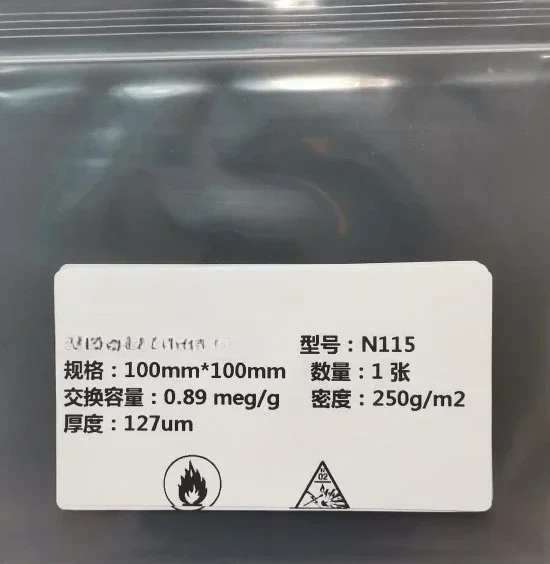 型号：N115
规格：100mm*100mm 数量：1 张
交换容量：0.89 meg/g 密度：250g/m2
厚度：127um
02